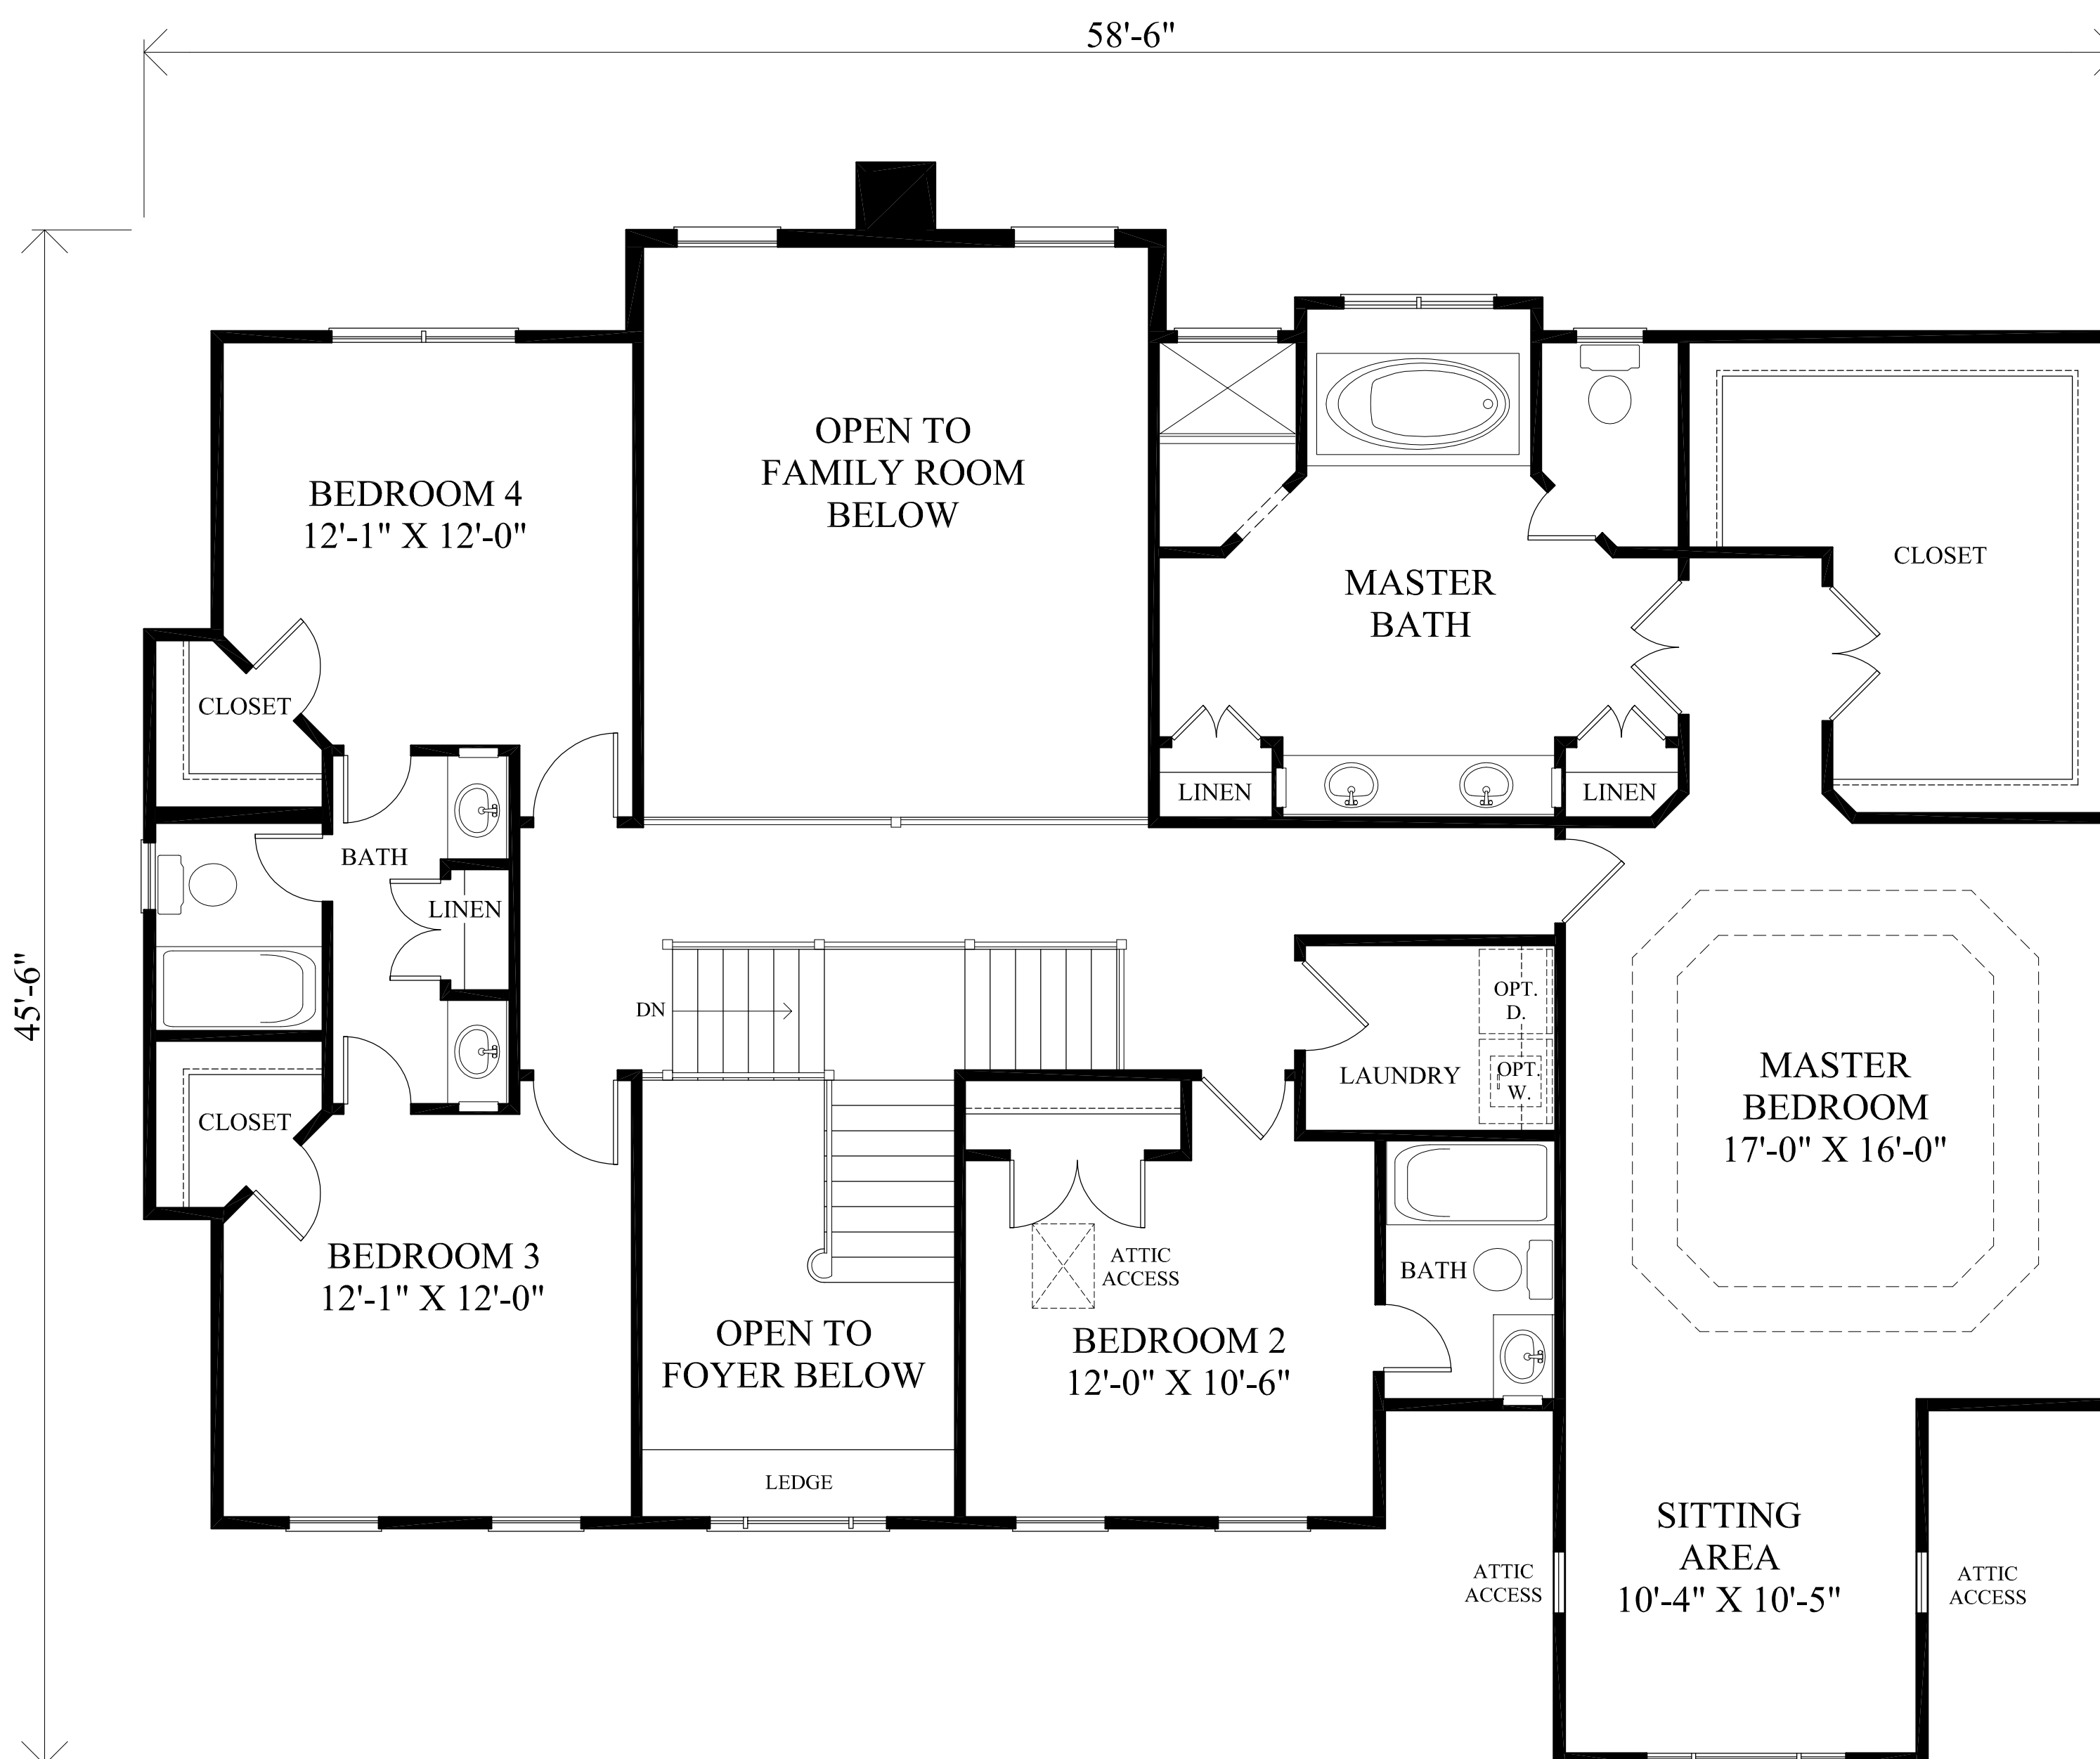 58'-6"
45'-6"
OPEN TO
FAMILY ROOM
BELOW
BEDROOM 4
12'-1" X 12'-0"
MASTER
BATH
CLOSET
CLOSET
LINEN
LINEN
BATH
LINEN
DN
OPT.
D.
OPT.
W.
LAUNDRY
MASTER
BEDROOM
17'-0" X 16'-0"
CLOSET
BEDROOM 3
12'-1" X 12'-0"
ATTIC
ACCESS
BATH
OPEN TO
FOYER BELOW
BEDROOM 2
12'-0" X 10'-6"
LEDGE
SITTING
AREA
10'-4" X 10'-5"
ATTIC
ACCESS
ATTIC
ACCESS